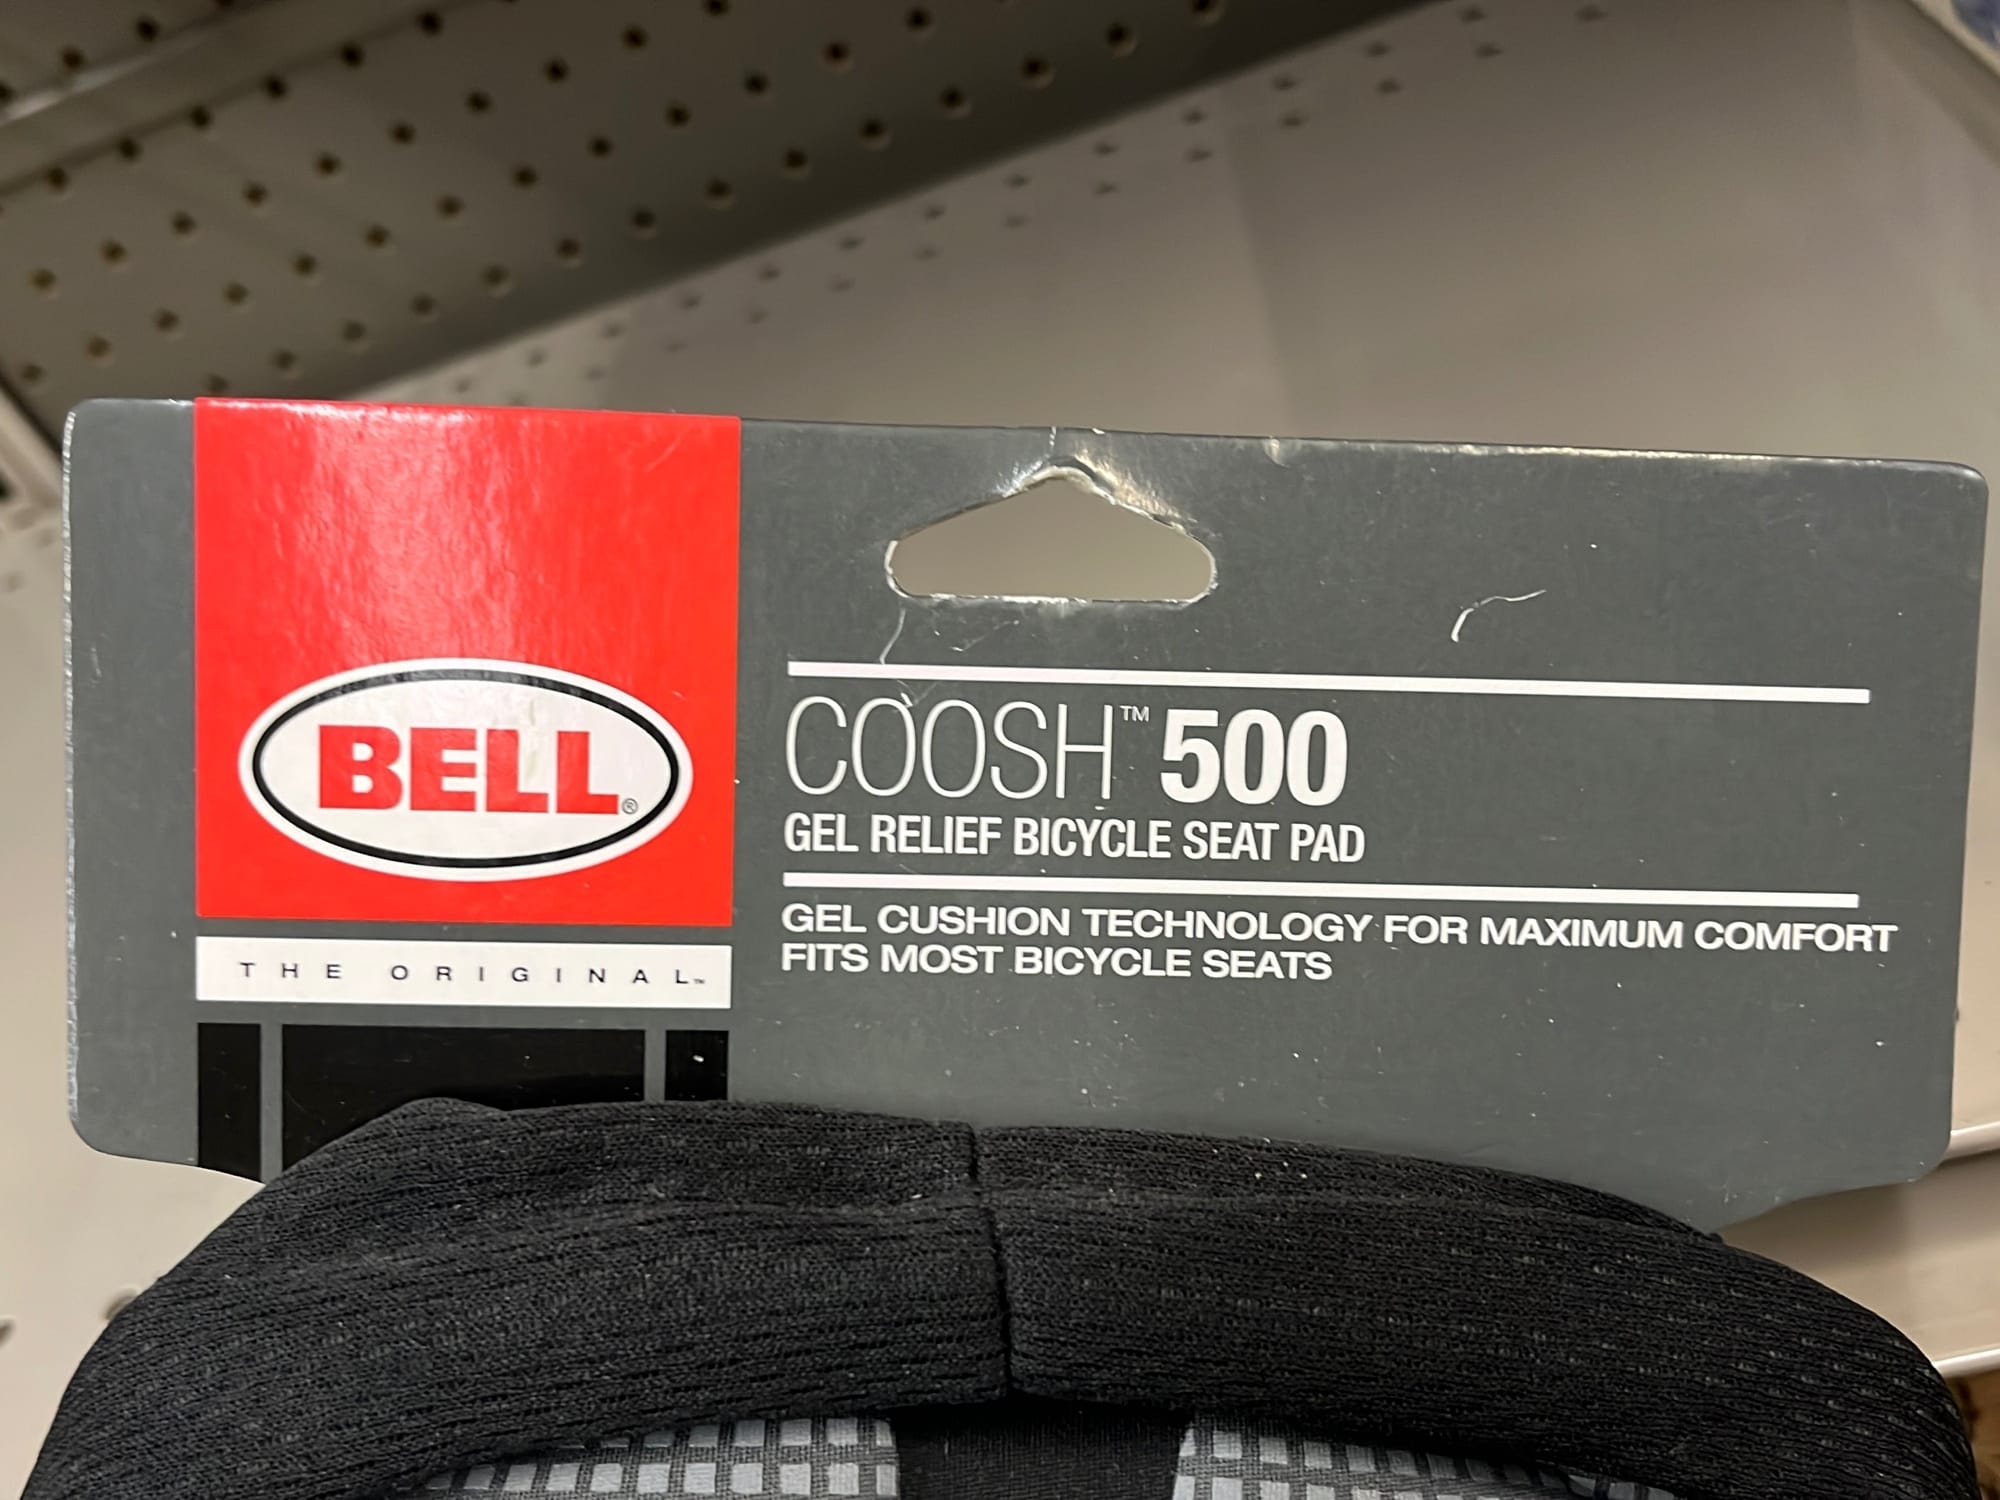 BELL®
THE ORIGINAL™
COOSH™ 500
GEL RELIEF BICYCLE SEAT PAD
GEL CUSHION TECHNOLOGY FOR MAXIMUM COMFORT
FITS MOST BICYCLE SEATS